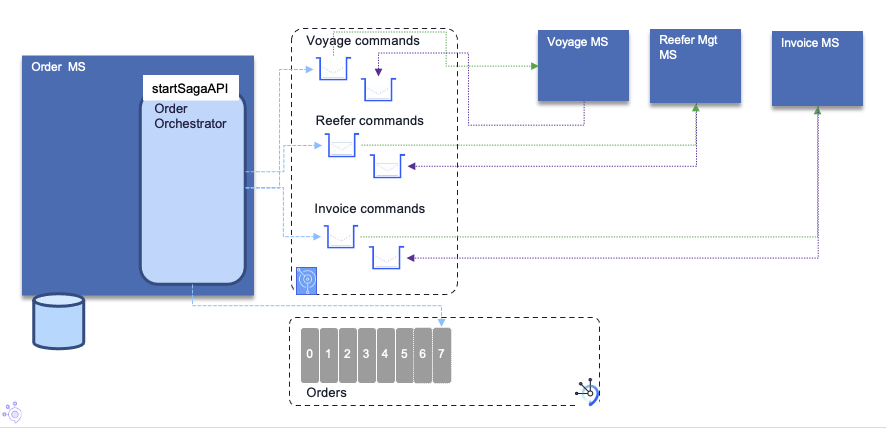 Order  MS
startSagaAPI
Order
Orchestrator
Voyage commands
Reefer commands
Invoice commands
Voyage MS
Reefer Mgt
MS
Invoice MS
0 1 2 3 4 5 6 7
Orders